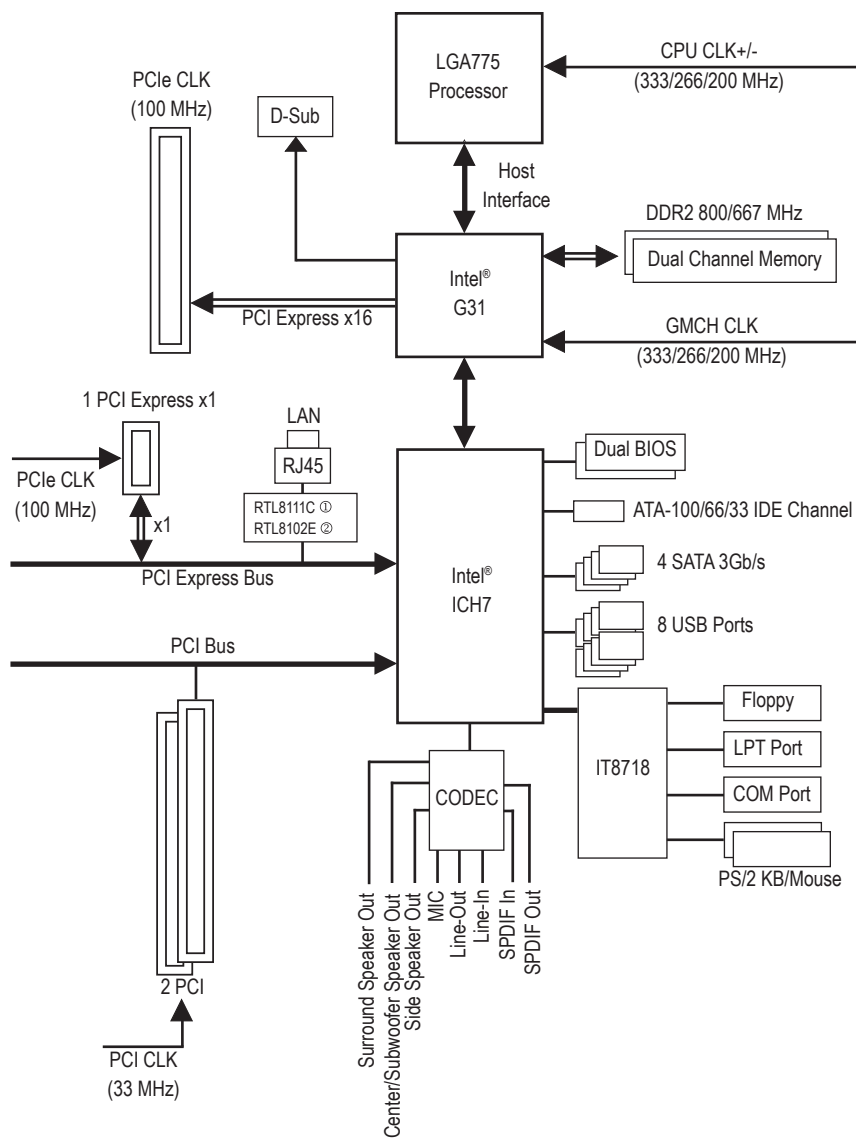 LGA775
Processor
CPU CLK+/-
(333/266/200 MHz)
PCIe CLK
(100 MHz)
D-Sub
Host
Interface
DDR2 800/667 MHz
Dual Channel Memory
Intel®
G31
PCI Express x16
GMCH CLK
(333/266/200 MHz)
1 PCI Express x1
LAN
RJ45
PCIe CLK
(100 MHz)
x1
RTL8111C ①
RTL8102E ②
PCI Express Bus
Dual BIOS
ATA-100/66/33 IDE Channel
Intel®
ICH7
4 SATA 3Gb/s
8 USB Ports
PCI Bus
IT8718
Floppy
LPT Port
COM Port
PS/2 KB/Mouse
CODEC
Surround Speaker Out
Center/Subwoofer Speaker Out
Side Speaker Out
MIC
Line-Out
Line-In
SPDIF In
SPDIF Out
2 PCI
PCI CLK
(33 MHz)